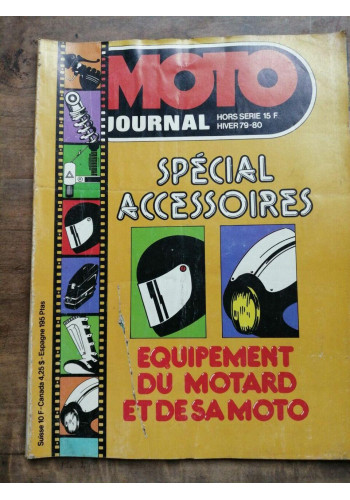 MOTO
JOURNAL
HORS SERIE 15 F
HIVER 79-80
SPÉCIAL
ACCESSOIRES
EQUIPEMENT
DU MOTARD
ET DE SA MOTO
Suisse 10 F - Canada 4,25 $ - Espagne 195 Ptas